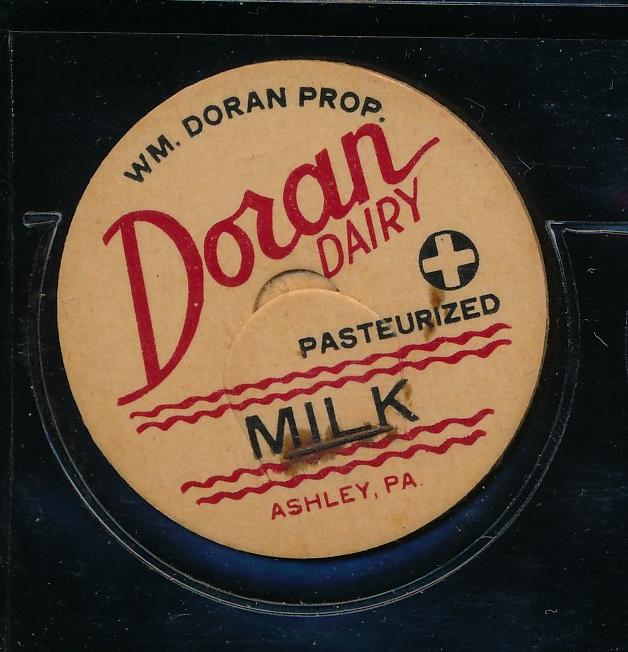 WM. DORAN PROP.
Doran
DAIRY
PASTEURIZED
MILK
ASHLEY, PA.